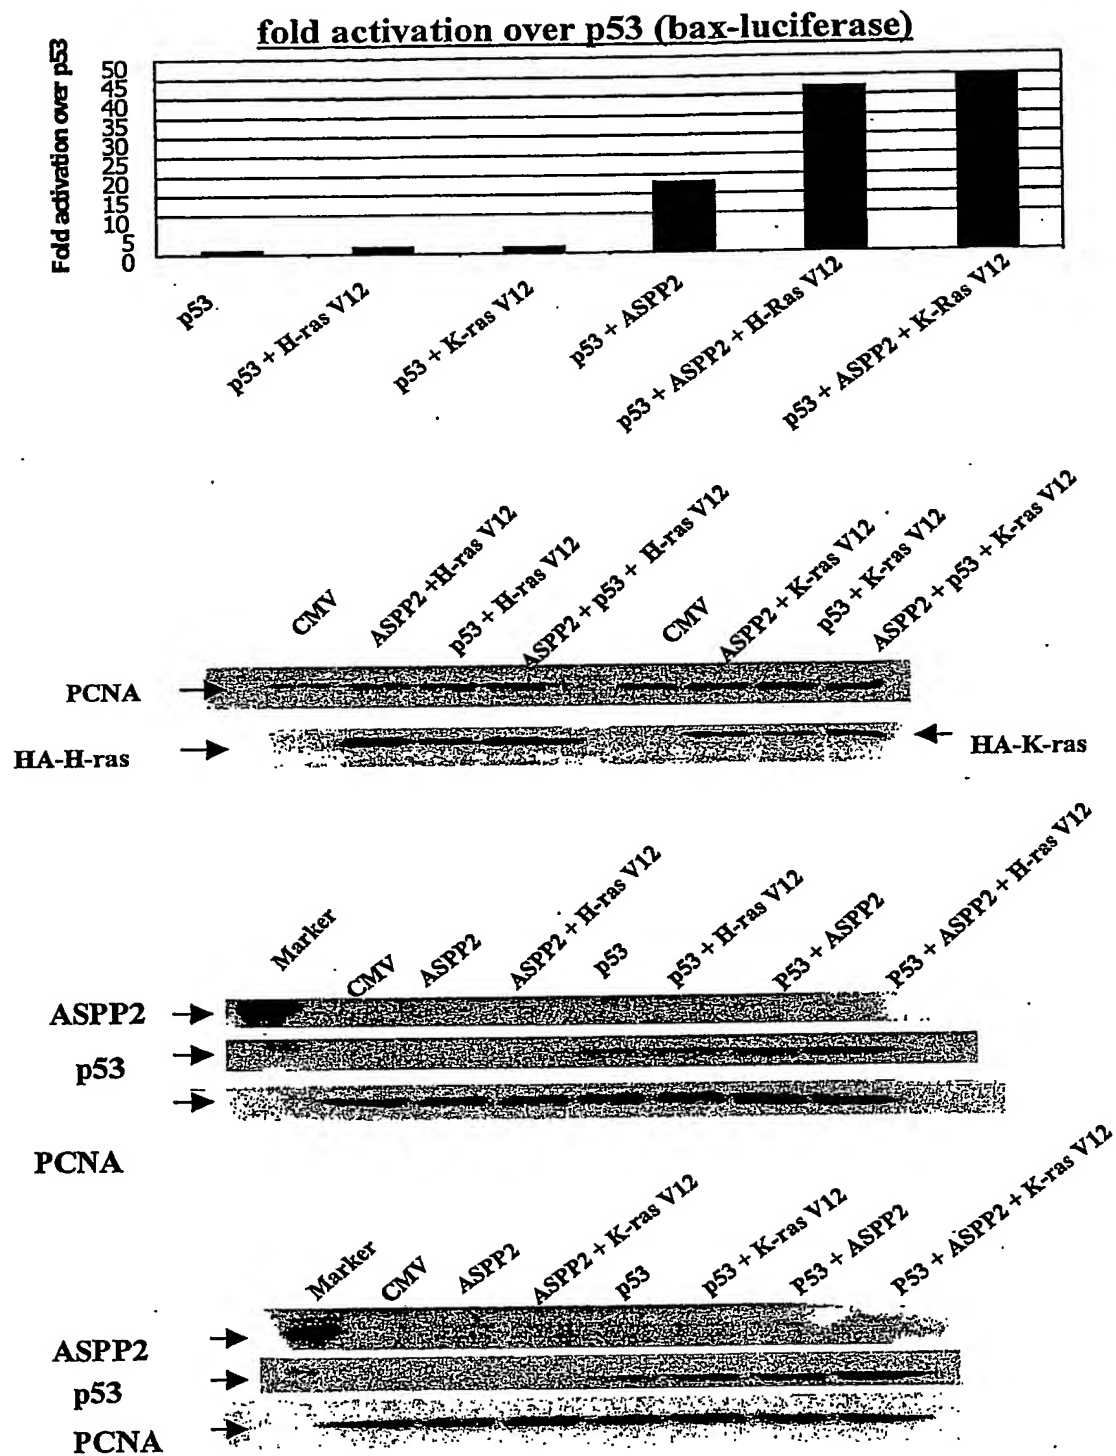 fold activation over p53 (bax-luciferase)
Fold activation over p53
50
45
40
35
30
25
20
15
10
5
0
p53
p53 + H-ras V12
p53 + K-ras V12
p53 + ASPP2
p53 + ASPP2 + H-Ras V12
p53 + ASPP2 + K-Ras V12
CMV
ASPP2 +H-ras V12
p53 + H-ras V12
ASPP2 + p53 + H-ras V12
CMV
ASPP2 + K-ras V12
p53 + K-ras V12
ASPP2 + p53 + K-ras V12
PCNA
HA-H-ras
HA-K-ras
Marker
CMV
ASPP2
ASPP2 + H-ras V12
p53
p53 + H-ras V12
P53 + ASPP2
P53 + ASPP2 + H-ras V12
ASPP2
p53
PCNA
Marker
CMV
ASPP2
ASPP2 + K-ras V12
p53
p53 + K-ras V12
P53 + ASPP2
P53 + ASPP2 + K-ras V12
ASPP2
p53
PCNA